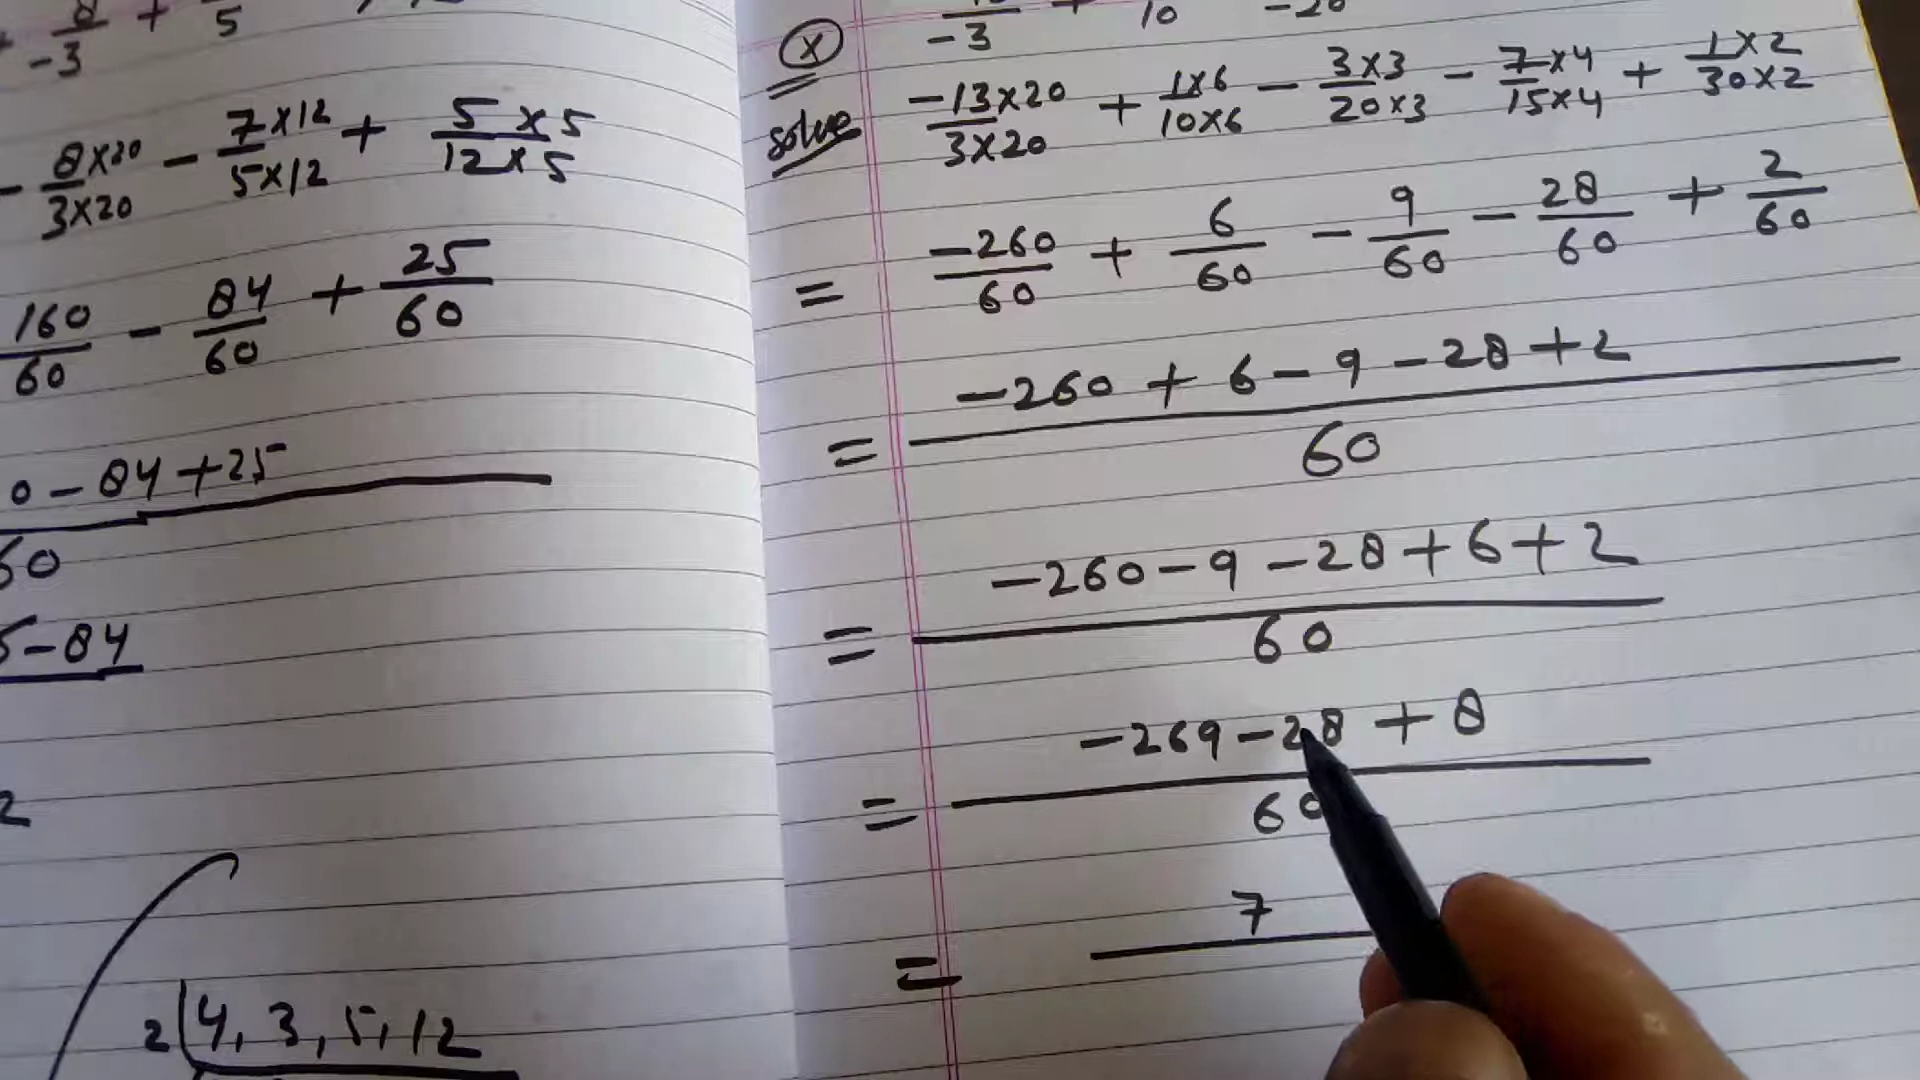 -3 + 5
- 8×20/3×20 - 7×12/5×12 + 5×5/12×5
160/60 - 84/60 + 25/60
0 - 84 + 25
60
5 - 84
2
2 | 4, 3, 5, 12
-3 + 10 -20
(x)
solve -13×20/3×20 + 1×6/10×6 - 3×3/20×3 - 7×4/15×4 + 1×2/30×2
= -260/60 + 6/60 - 9/60 - 28/60 + 2/60
= -260 + 6 - 9 - 28 + 2
60
= -260 - 9 - 28 + 6 + 2
60
= -269 - 28 + 8
60
= 7